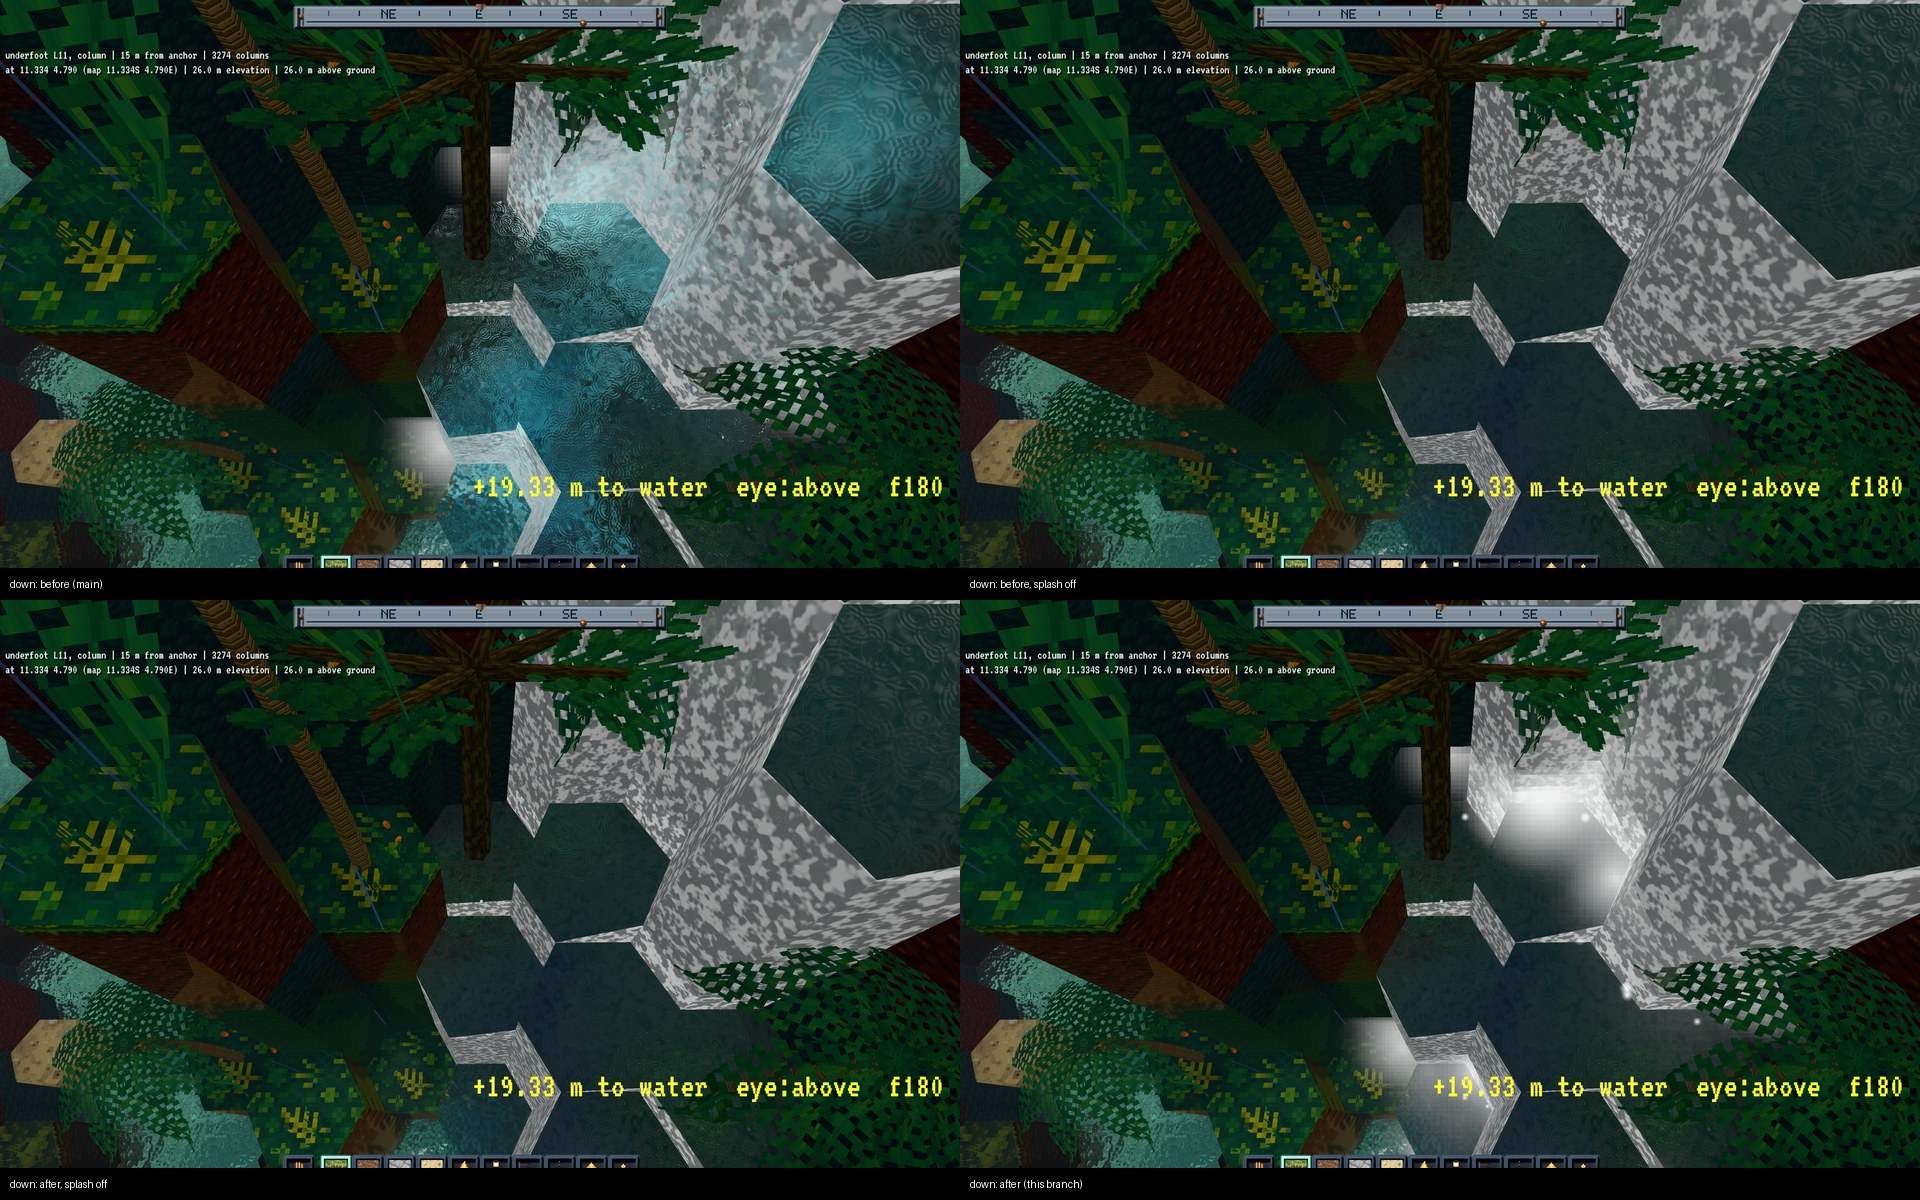 NE E SE
underfoot L11, column | 15 m from anchor | 3274 columns
at 11.334 4.790 (map 11.334S 4.790E) | 26.0 m elevation | 26.0 m above ground
+19.33 m to water eye:above f180
down: before (main)
NE E SE
underfoot L11, column | 15 m from anchor | 3274 columns
at 11.334 4.790 (map 11.334S 4.790E) | 26.0 m elevation | 26.0 m above ground
+19.33 m to water eye:above f180
down: before, splash off
NE E SE
underfoot L11, column | 15 m from anchor | 3274 columns
at 11.334 4.790 (map 11.334S 4.790E) | 26.0 m elevation | 26.0 m above ground
+19.33 m to water eye:above f180
down: after, splash off
NE E SE
underfoot L11, column | 15 m from anchor | 3274 columns
at 11.334 4.790 (map 11.334S 4.790E) | 26.0 m elevation | 26.0 m above ground
+19.33 m to water eye:above f180
down: after (this branch)